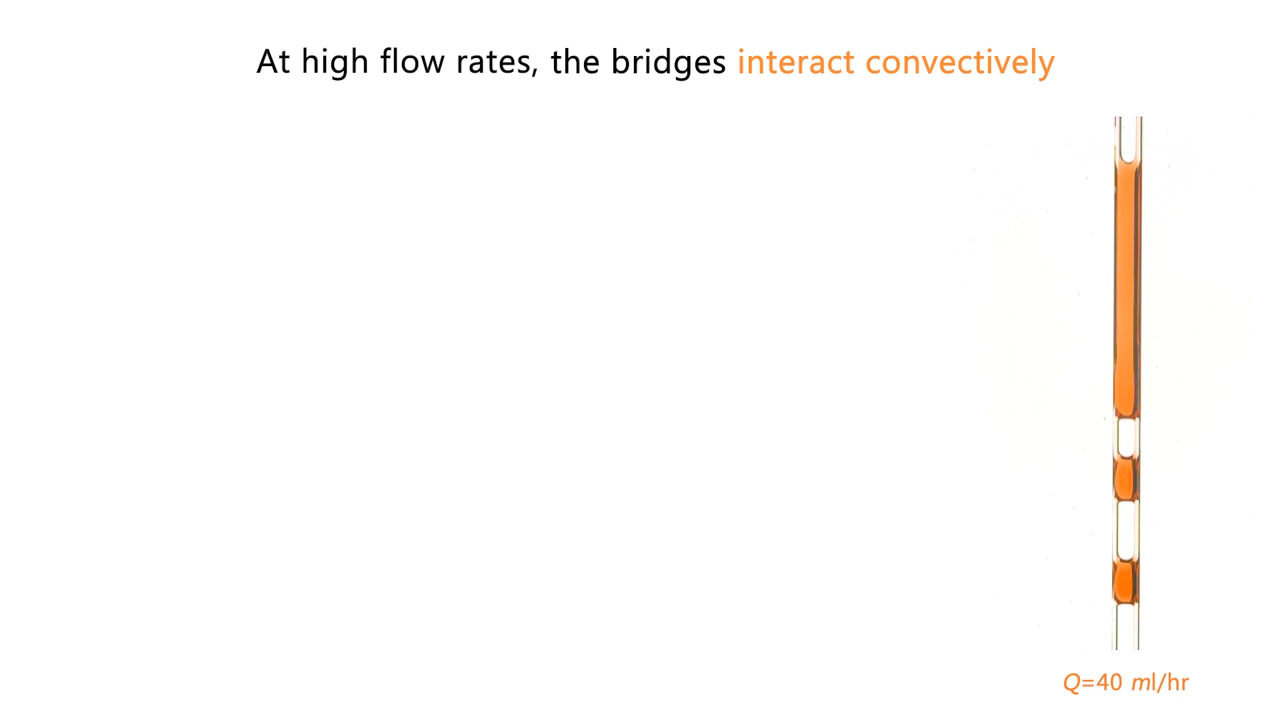 At high flow rates, the bridges interact convectively
Q=40 ml/hr